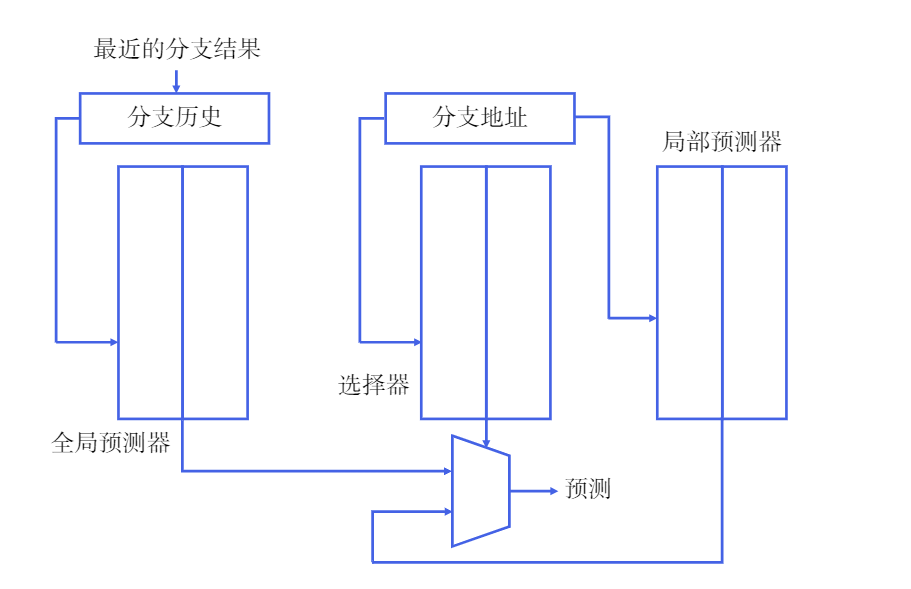 最近的分支结果
分支历史
分支地址
局部预测器
选择器
全局预测器
预测